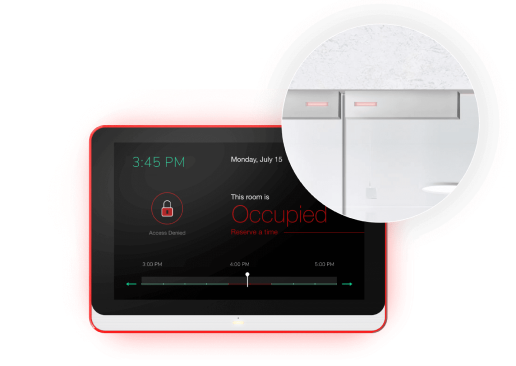 3:45 PM
Monday, July 15
This room is
Occupied
Reserve a time
Access Denied
3:00 PM
4:00 PM
5:00 PM